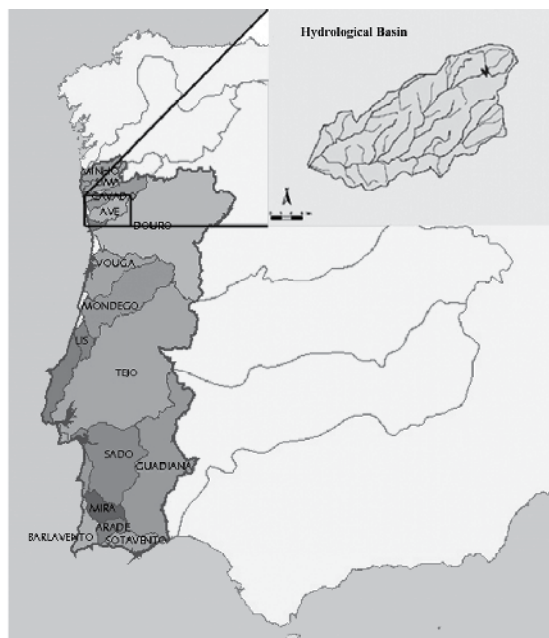 Hydrological Basin
MINHO
LIMA
CAVADO
AVE
DOURO
VOUGA
MONDEGO
LIS
TEJO
SADO
GUADIANA
MIRA
ARADE
BARLAVENTO
SOTAVENTO